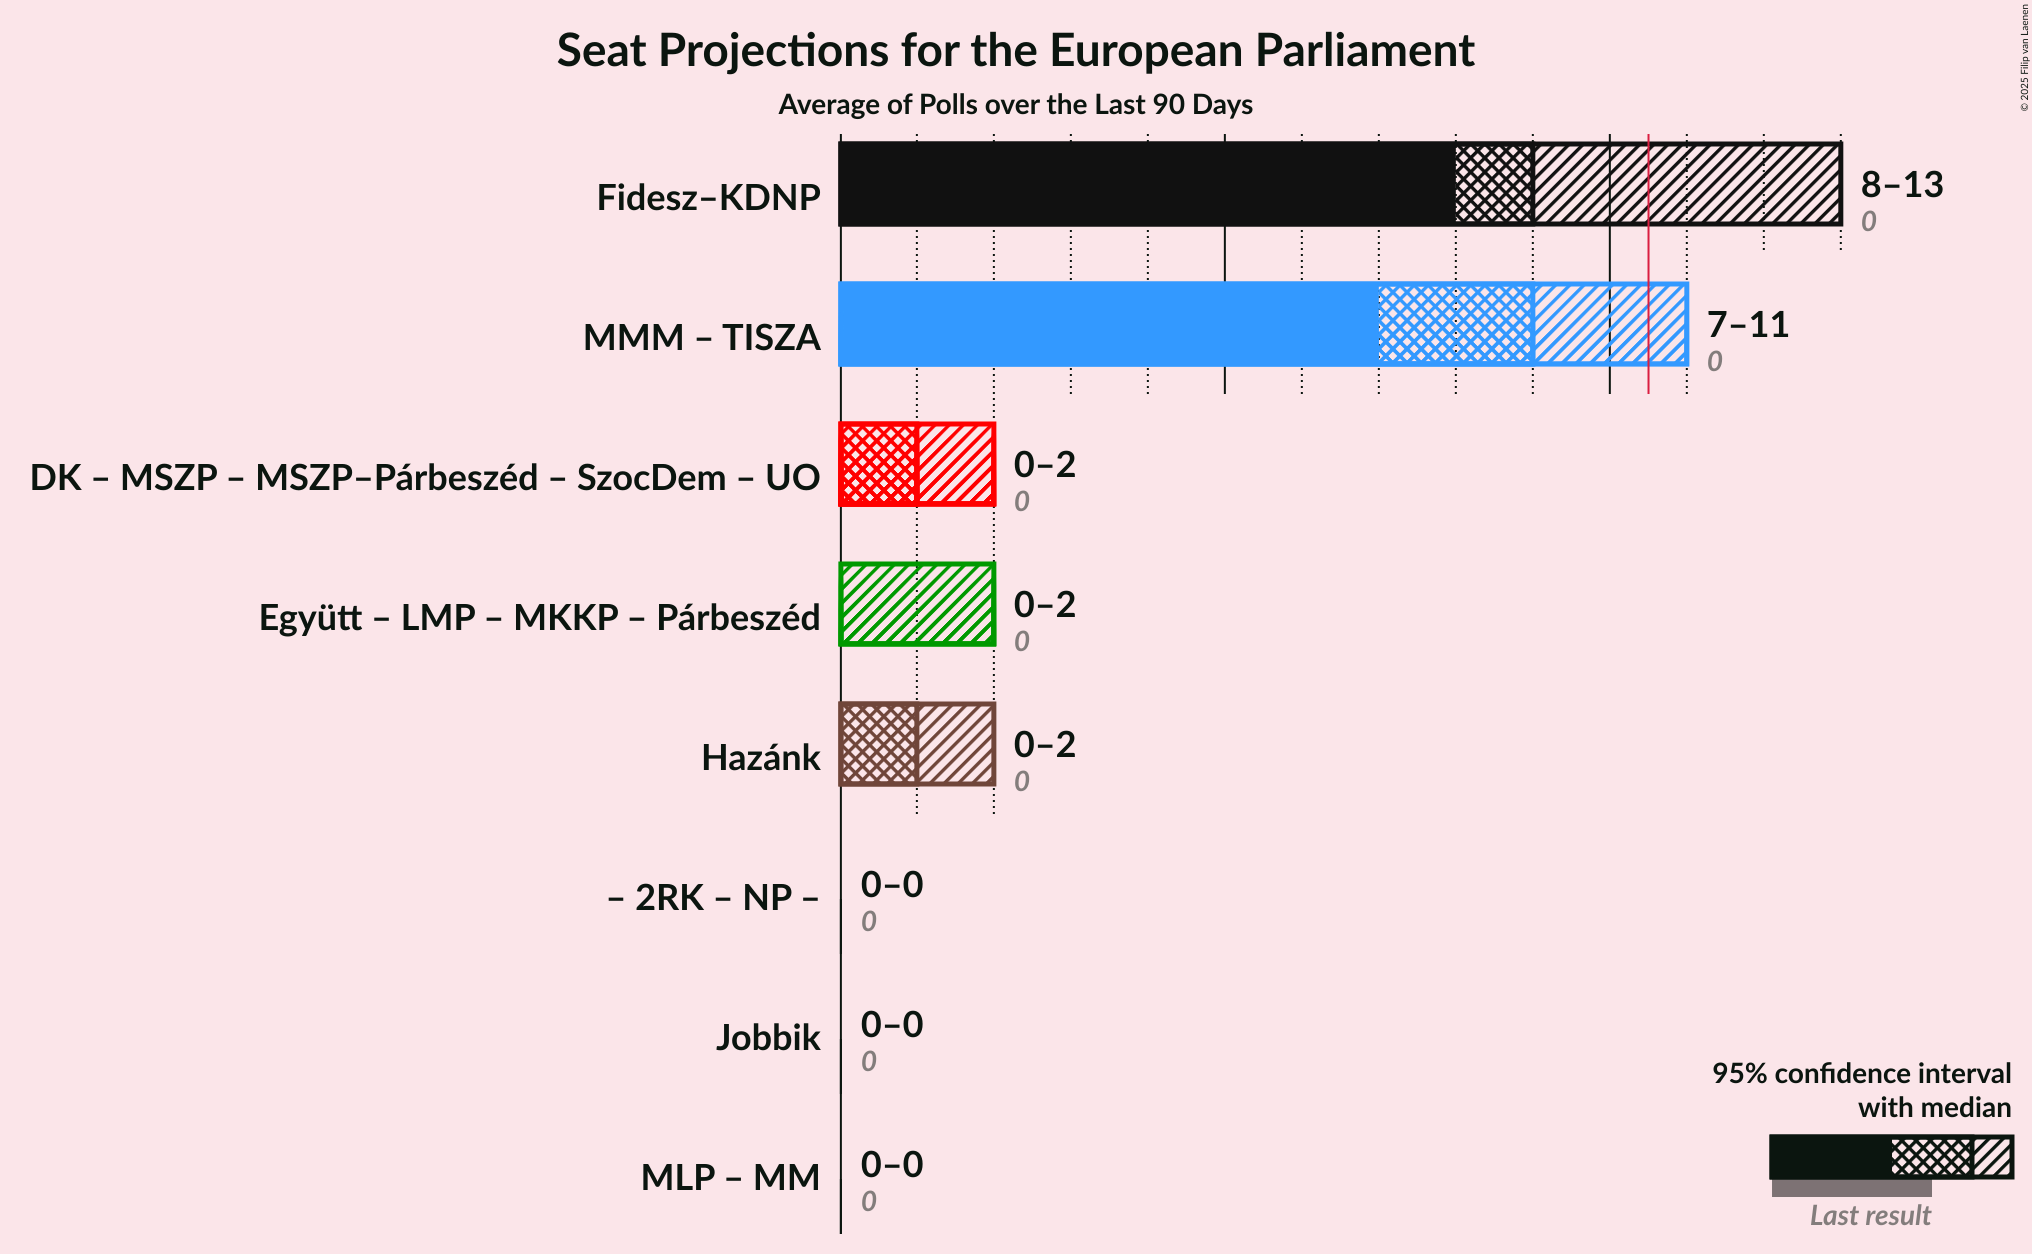 Seat Projections for the European Parliament
Average of Polls over the Last 90 Days
© 2025 Filip van Laenen
Fidesz–KDNP
8–13
0
MMM – TISZA
7–11
0
DK – MSZP – MSZP–Párbeszéd – SzocDem – UO
0–2
0
Együtt – LMP – MKKP – Párbeszéd
0–2
0
Hazánk
0–2
0
– 2RK – NP –
0–0
0
Jobbik
0–0
0
MLP – MM
0–0
0
95% confidence interval
with median
Last result